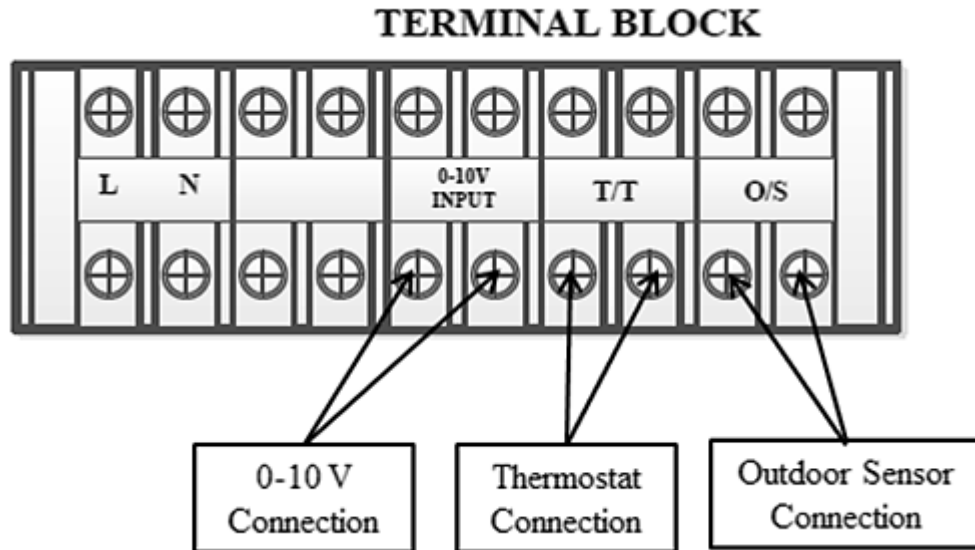 TERMINAL BLOCK
L N
0-10V
INPUT
T/T
O/S
0-10 V
Connection
Thermostat
Connection
Outdoor Sensor
Connection